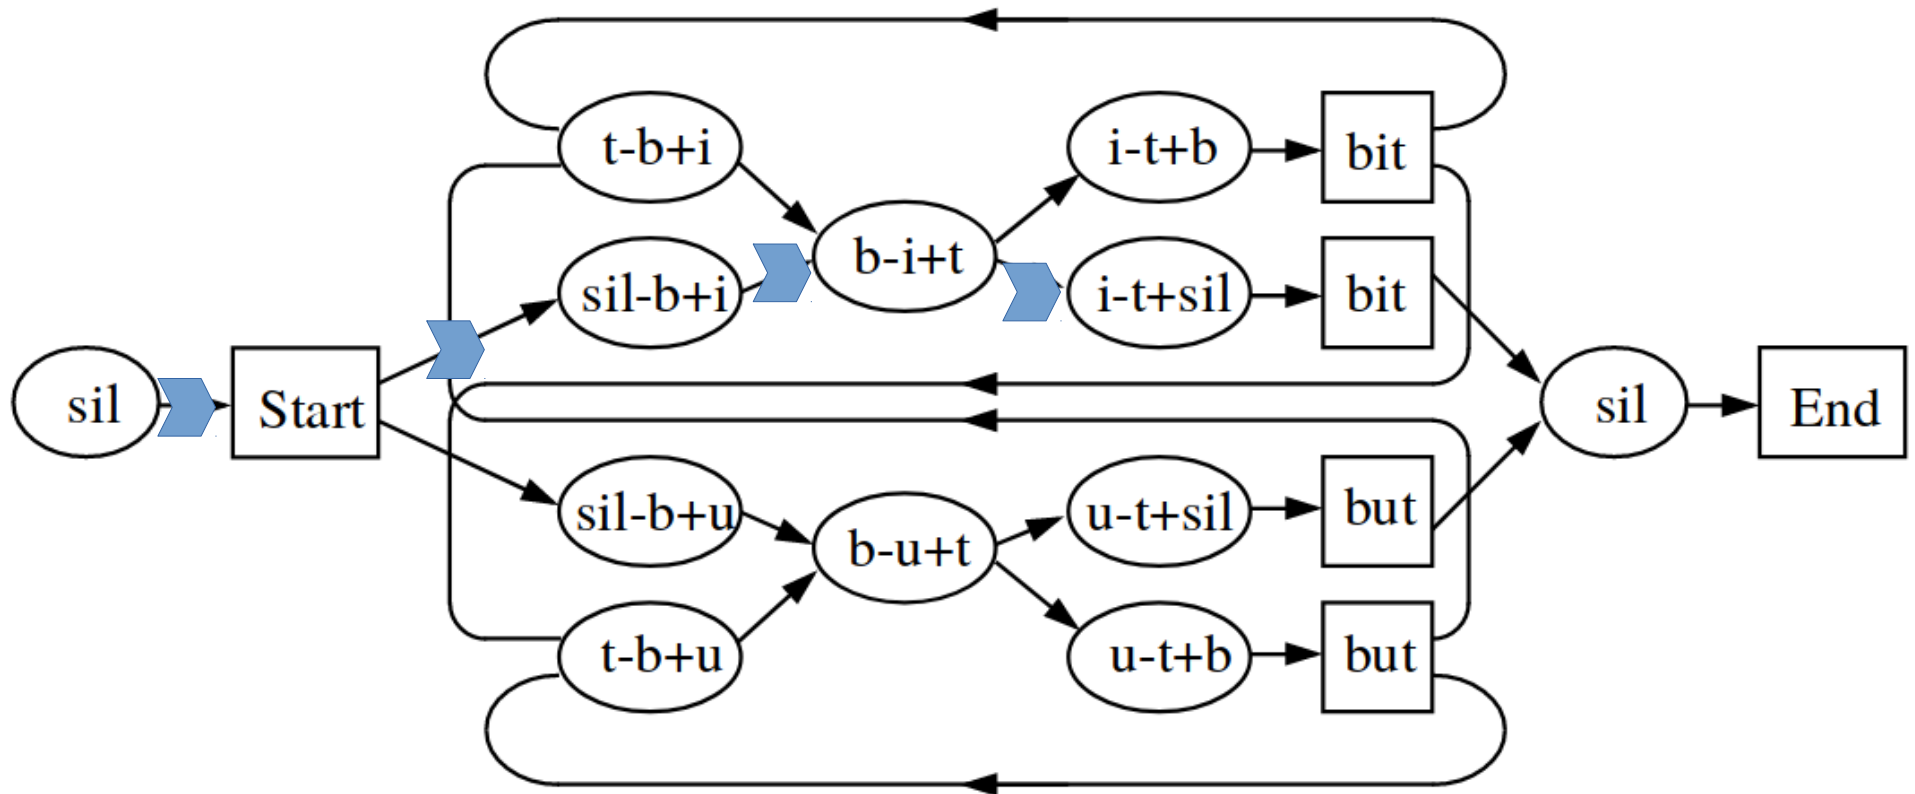 t-b+i
i-t+b
bit
b-i+t
sil-b+i
i-t+sil
bit
sil
Start
sil
End
sil-b+u
u-t+sil
but
b-u+t
t-b+u
u-t+b
but